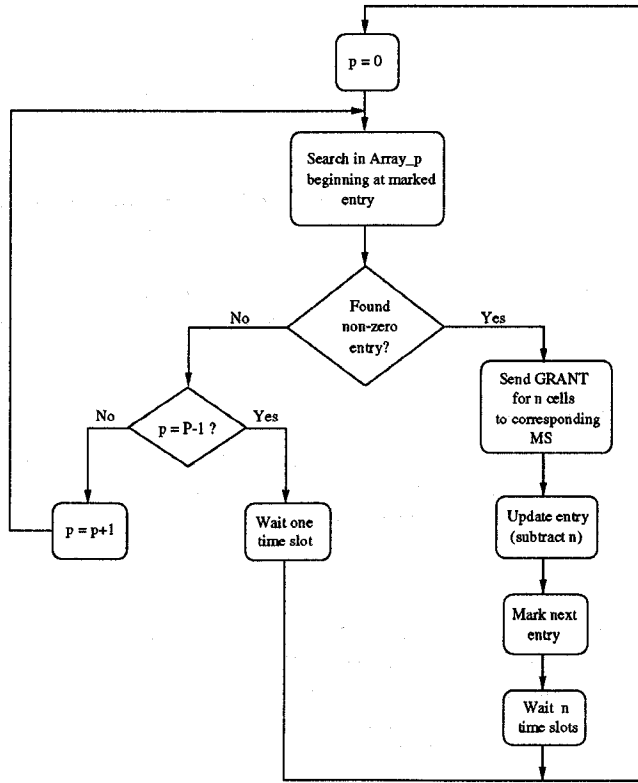 p = 0
Search in Array_p
beginning at marked
entry
Found
non-zero
entry?
No
Yes
Send GRANT
for n cells
to corresponding
MS
No
p = P-1 ?
Yes
p = p+1
Wait one
time slot
Update entry
(subtract n)
Mark next
entry
Wait n
time slots